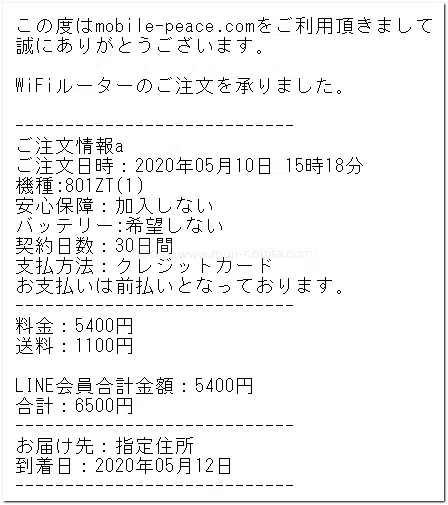 この度はmobile-peace.comをご利用頂きまして
誠にありがとうございます。
WiFiルーターのご注文を承りました。
----------------------------
ご注文情報a
ご注文日時：2020年05月10日 15時18分
機種:801ZT(1)
安心保障：加入しない
バッテリー:希望しない
契約日数：30日間
支払方法：クレジットカード
お支払いは前払いとなっております。
----------------------------
料金：5400円
送料：1100円
LINE会員合計金額：5400円
合計：6500円
----------------------------
お届け先：指定住所
到着日：2020年05月12日
----------------------------